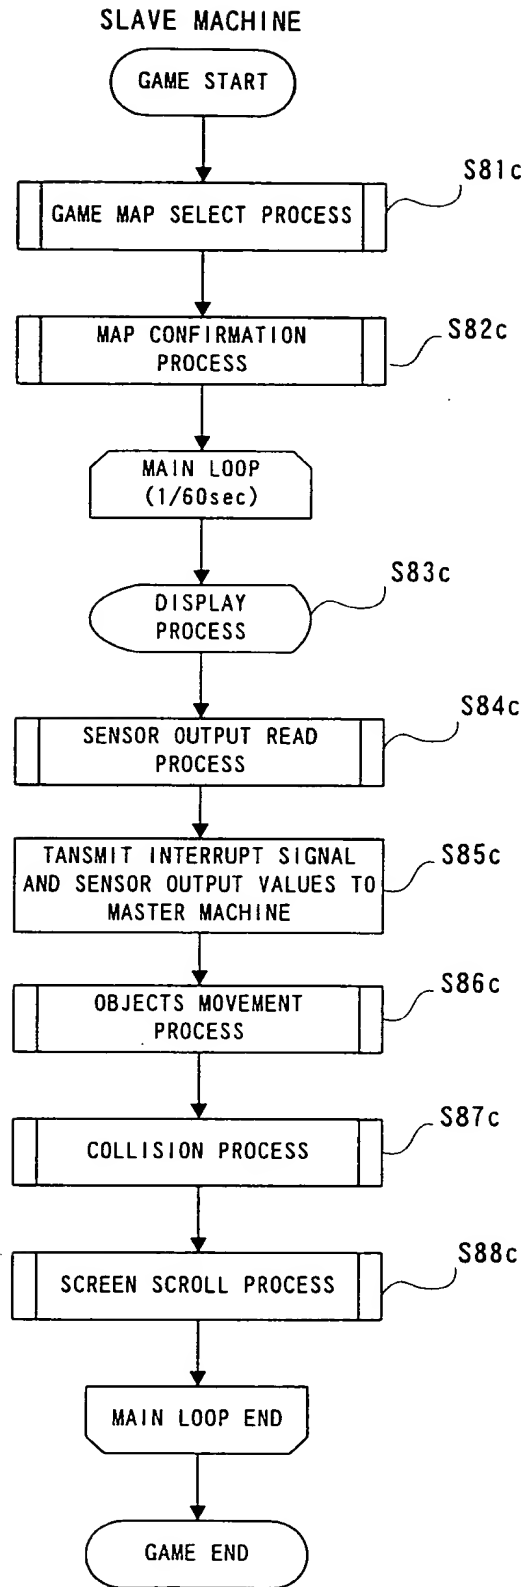 SLAVE MACHINE
GAME START
S81c
GAME MAP SELECT PROCESS
MAP CONFIRMATION
PROCESS
S82c
MAIN LOOP
(1/60sec)
S83c
DISPLAY
PROCESS
S84c
SENSOR OUTPUT READ
PROCESS
TANSMIT INTERRUPT SIGNAL
AND SENSOR OUTPUT VALUES TO
MASTER MACHINE
S85c
S86c
OBJECTS MOVEMENT
PROCESS
S87c
COLLISION PROCESS
S88c
SCREEN SCROLL PROCESS
MAIN LOOP END
GAME END